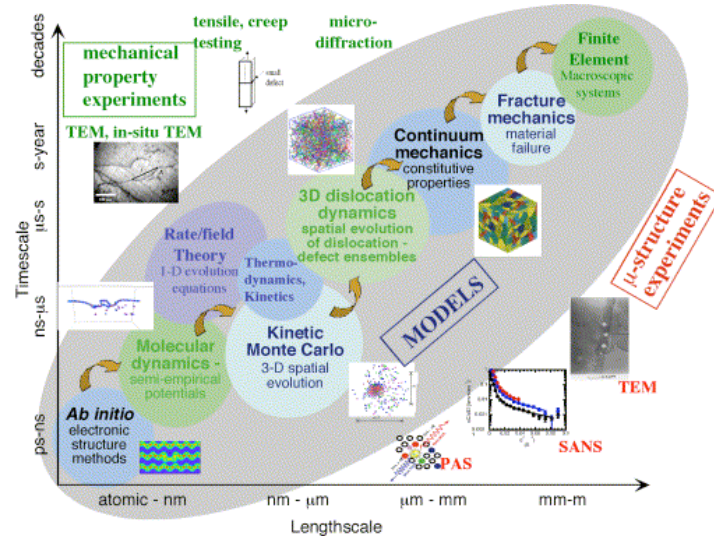 tensile, creep
testing
micro-
diffraction
mechanical
property
experiments
small
defect
TEM, in-situ TEM
Finite
Element
Macroscopic
systems
Fracture
mechanics
material
failure
Continuum
mechanics
constitutive
properties
3D dislocation
dynamics
spatial evolution
of dislocation -
defect ensembles
Rate/field
Theory
1-D evolution
equations
Thermo-
dynamics,
Kinetics
Kinetic
Monte Carlo
3-D spatial
evolution
Molecular
dynamics -
semi-empirical
potentials
Ab initio
electronic
structure
methods
MODELS
μ-structure
experiments
TEM
SANS
PAS
Timescale
decades
s-year
μs-s
ns-μs
ps-ns
atomic - nm
nm - μm
μm - mm
mm-m
Lengthscale